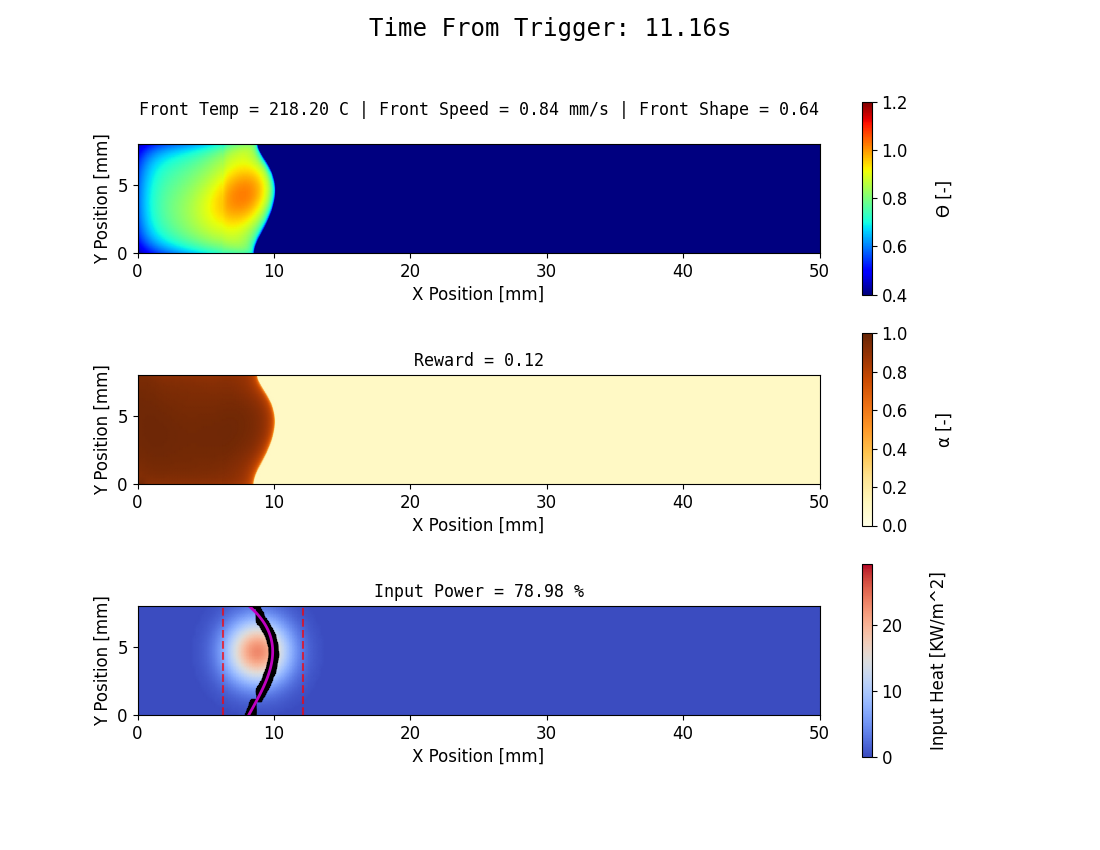 Time From Trigger: 11.16s
Front Temp = 218.20 C | Front Speed = 0.84 mm/s | Front Shape = 0.64
Y Position [mm]
5
0
0 10 20 30 40 50
X Position [mm]
1.2
1.0
0.8
0.6
0.4
Θ [-]
Reward = 0.12
Y Position [mm]
5
0
0 10 20 30 40 50
X Position [mm]
1.0
0.8
0.6
0.4
0.2
0.0
α [-]
Input Power = 78.98 %
Y Position [mm]
5
0
0 10 20 30 40 50
X Position [mm]
20
10
0
Input Heat [KW/m^2]